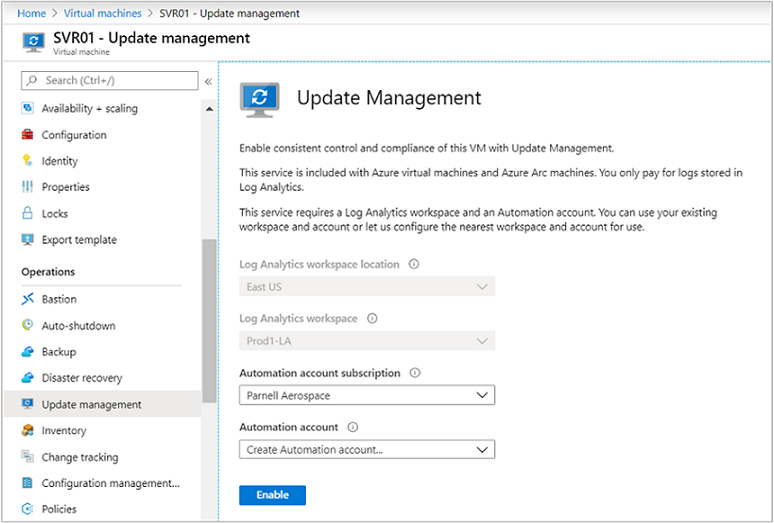 Home > Virtual machines > SVR01 - Update management
SVR01 - Update management
Virtual machine
Search (Ctrl+/)
«
Availability + scaling
Configuration
Identity
Properties
Locks
Export template
Operations
Bastion
Auto-shutdown
Backup
Disaster recovery
Update management
Inventory
Change tracking
Configuration management...
Policies
Update Management
Enable consistent control and compliance of this VM with Update Management.
This service is included with Azure virtual machines and Azure Arc machines. You only pay for logs stored in
Log Analytics.
This service requires a Log Analytics workspace and an Automation account. You can use your existing
workspace and account or let us configure the nearest workspace and account for use.
Log Analytics workspace location
East US
Log Analytics workspace
Prod1-LA
Automation account subscription
Parnell Aerospace
Automation account
Create Automation account...
Enable